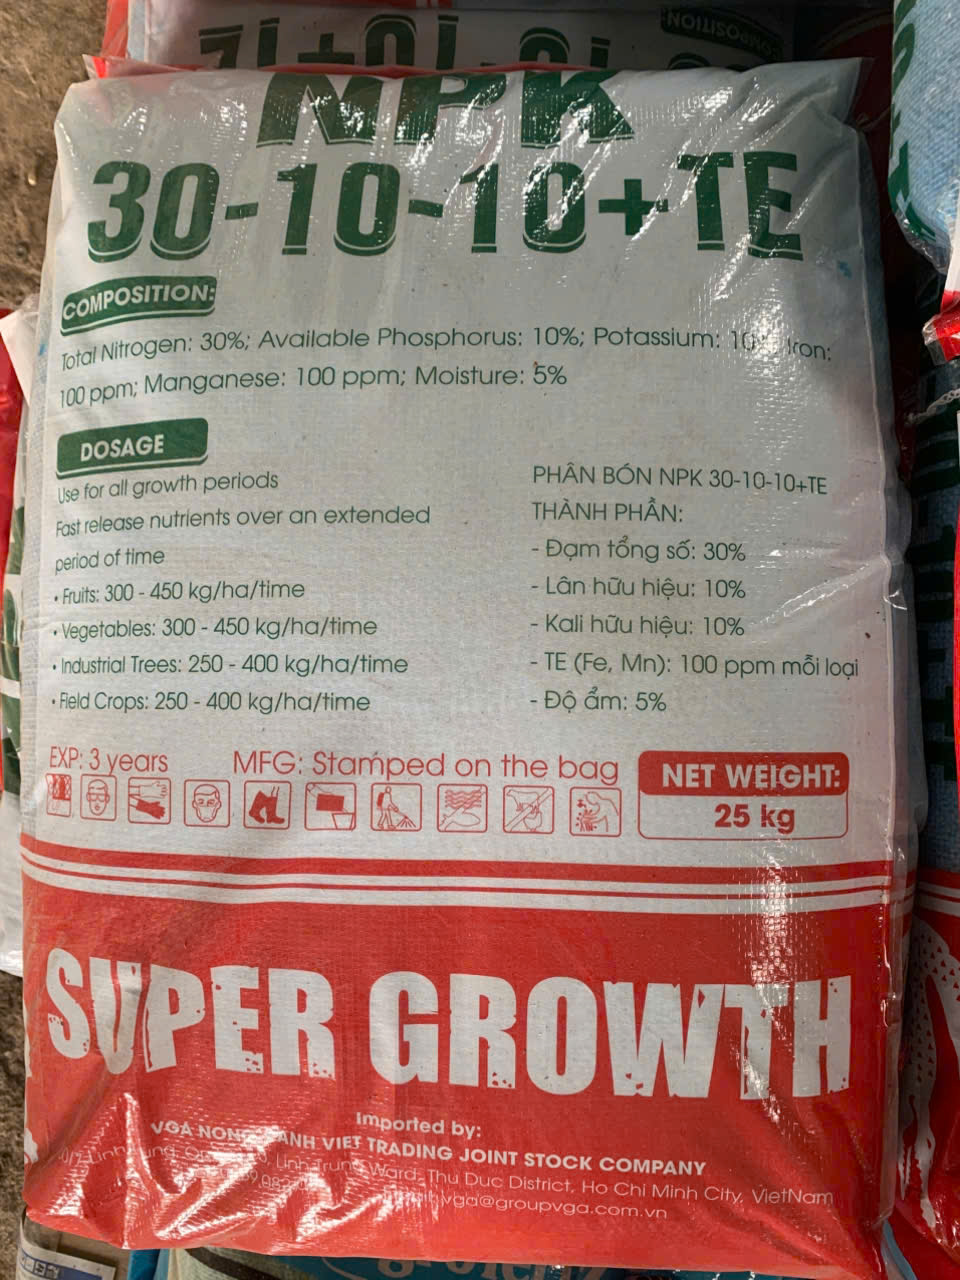 COMPOSITION
NPK
30-10-10+TE
COMPOSITION:
Total Nitrogen: 30%; Available Phosphorus: 10%; Potassium: Iron:
100 ppm; Manganese: 100 ppm; Moisture: 5%
DOSAGE
Use for all growth periods
Fast release nutrients over an extended
period of time
• Fruits: 300 - 450 kg/ha/time
• Vegetables: 300 - 450 kg/ha/time
• Industrial Trees: 250 - 400 kg/ha/time
• Field Crops: 250 - 400 kg/ha/time
PHÂN BÓN NPK 30-10-10+TE
THÀNH PHẦN:
- Đạm tổng số: 30%
- Lân hữu hiệu: 10%
- Kali hữu hiệu: 10%
- TE (Fe, Mn): 100 ppm mỗi loại
- Độ ẩm: 5%
EXP: 3 years MFG: Stamped on the bag
NET WEIGHT:
25 kg
SUPER GROWTH
Imported by:
VGA VIET TRADING JOINT STOCK COMPANY
Linh Trung Ward, Thu Duc District, Ho Chi Minh City, VietNam